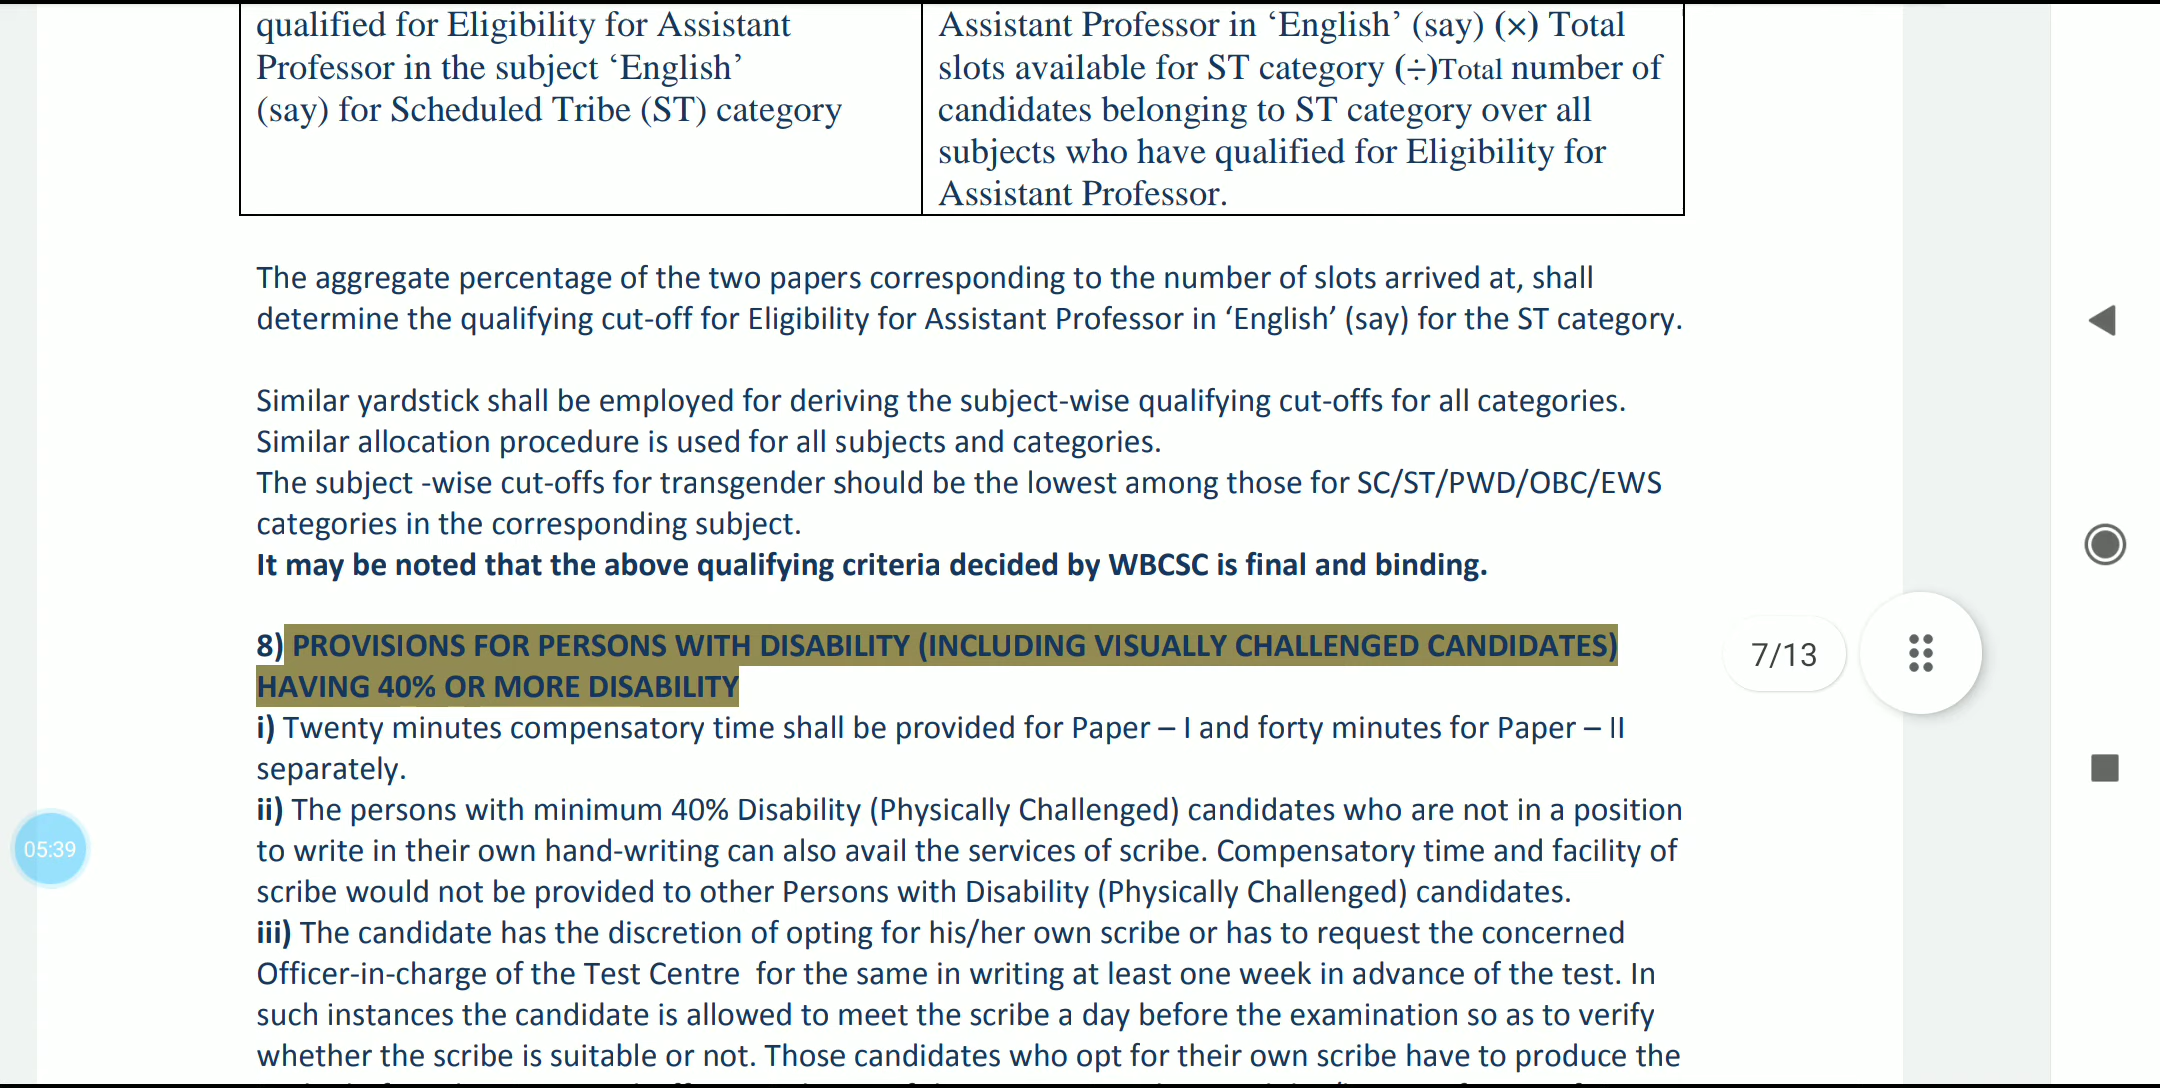 qualified for Eligibility for Assistant
Professor in the subject ‘English’
(say) for Scheduled Tribe (ST) category
Assistant Professor in ‘English’ (say) (×) Total
slots available for ST category (÷)Total number of
candidates belonging to ST category over all
subjects who have qualified for Eligibility for
Assistant Professor.
The aggregate percentage of the two papers corresponding to the number of slots arrived at, shall
determine the qualifying cut-off for Eligibility for Assistant Professor in ‘English’ (say) for the ST category.
Similar yardstick shall be employed for deriving the subject-wise qualifying cut-offs for all categories.
Similar allocation procedure is used for all subjects and categories.
The subject -wise cut-offs for transgender should be the lowest among those for SC/ST/PWD/OBC/EWS
categories in the corresponding subject.
It may be noted that the above qualifying criteria decided by WBCSC is final and binding.
8) PROVISIONS FOR PERSONS WITH DISABILITY (INCLUDING VISUALLY CHALLENGED CANDIDATES)
HAVING 40% OR MORE DISABILITY
7/13
i) Twenty minutes compensatory time shall be provided for Paper – I and forty minutes for Paper – II
separately.
ii) The persons with minimum 40% Disability (Physically Challenged) candidates who are not in a position
to write in their own hand-writing can also avail the services of scribe. Compensatory time and facility of
05:39
scribe would not be provided to other Persons with Disability (Physically Challenged) candidates.
iii) The candidate has the discretion of opting for his/her own scribe or has to request the concerned
Officer-in-charge of the Test Centre  for the same in writing at least one week in advance of the test. In
such instances the candidate is allowed to meet the scribe a day before the examination so as to verify
whether the scribe is suitable or not. Those candidates who opt for their own scribe have to produce the